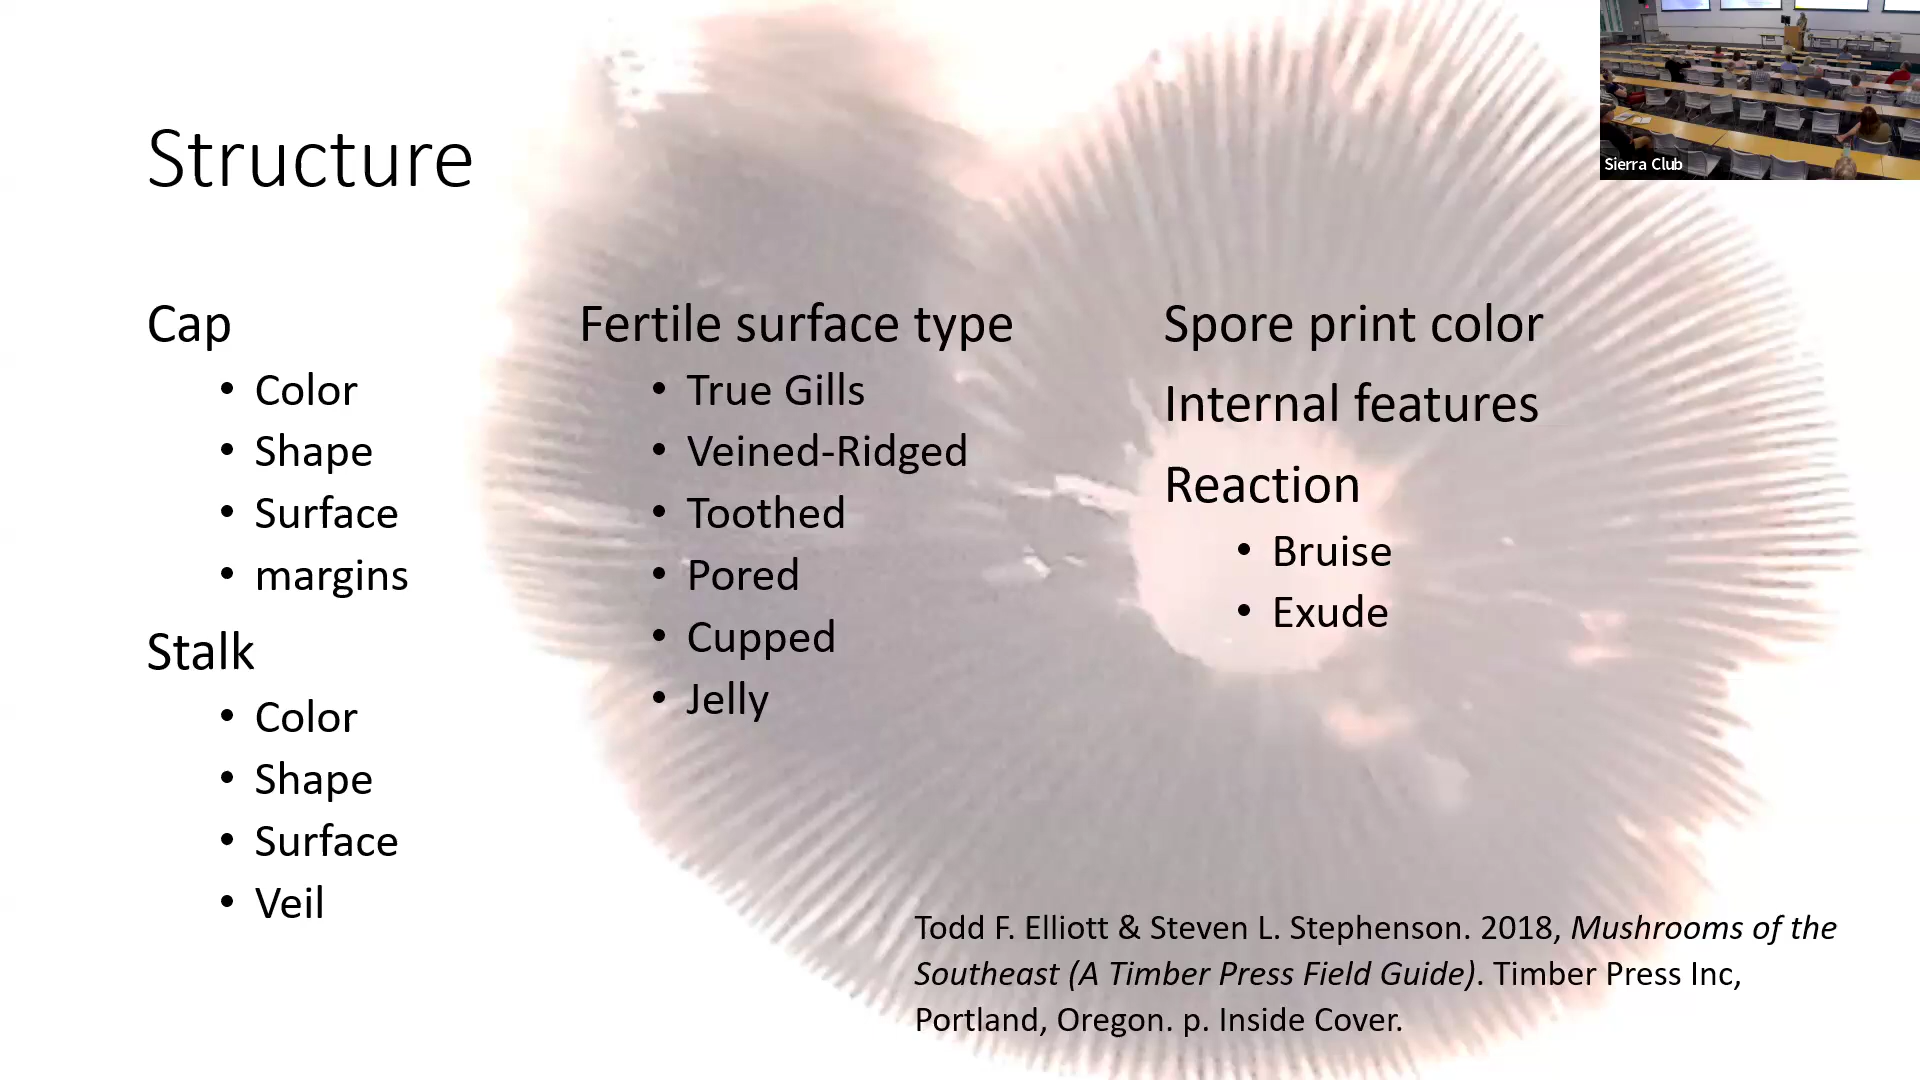 Structure
Cap
• Color
• Shape
• Surface
• margins
Stalk
• Color
• Shape
• Surface
• Veil
Fertile surface type
• True Gills
• Veined-Ridged
• Toothed
• Pored
• Cupped
• Jelly
Spore print color
Internal features
Reaction
• Bruise
• Exude
Todd F. Elliott & Steven L. Stephenson. 2018, Mushrooms of the
Southeast (A Timber Press Field Guide). Timber Press Inc,
Portland, Oregon. p. Inside Cover.
Sierra Club